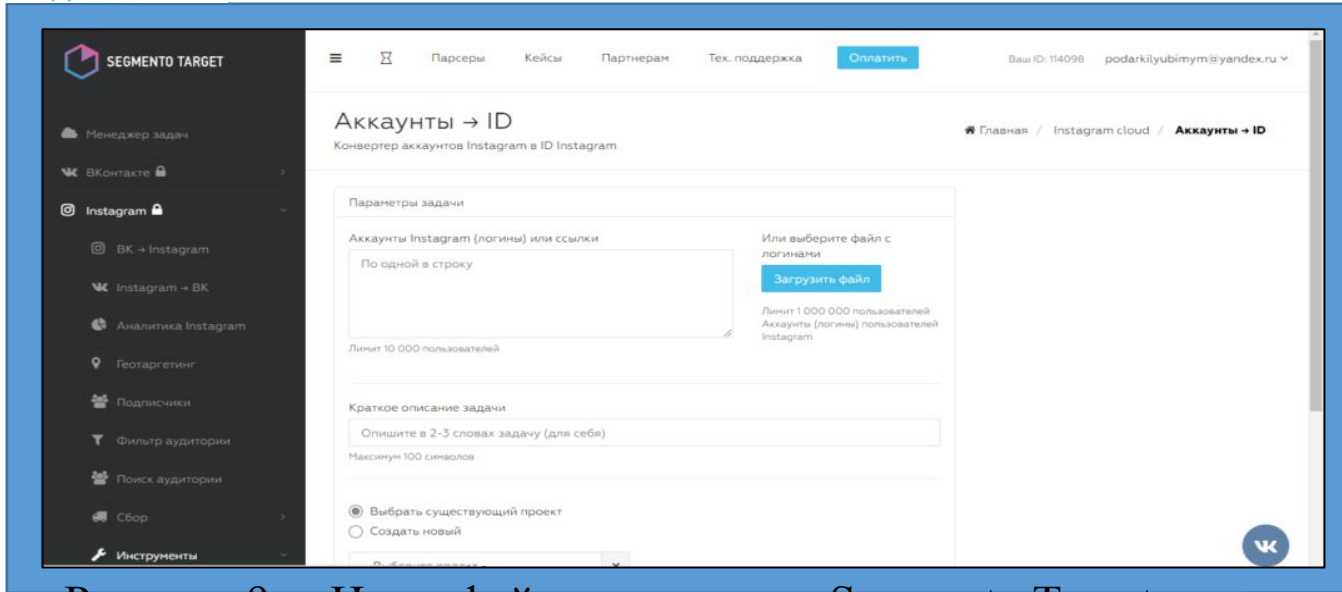 SEGMENTO TARGET
Парсеры Кейсы Партнерам Тех. поддержка Оплатить Ваш ID: 114098 podarkilyubimym@yandex.ru
Менеджер задач
ВКонтакте
Instagram
ВК → Instagram
Instagram → ВК
Аналитика Instagram
Геотаргетинг
Подписчики
Фильтр аудитории
Поиск аудитории
Сбор
Инструменты
Аккаунты → ID
Конвертер аккаунтов Instagram в ID Instagram
Главная / Instagram cloud / Аккаунты → ID
Параметры задачи
Аккаунты Instagram (логины) или ссылки
По одной в строку
Лимит 10 000 пользователей
Или выберите файл с
логинами
Загрузить файл
Лимит 1 000 000 пользователей
Аккаунты (логины) пользователей
Instagram
Краткое описание задачи
Опишите в 2-3 словах задачу (для себя)
Максимум 100 символов
Выбрать существующий проект
Создать новый